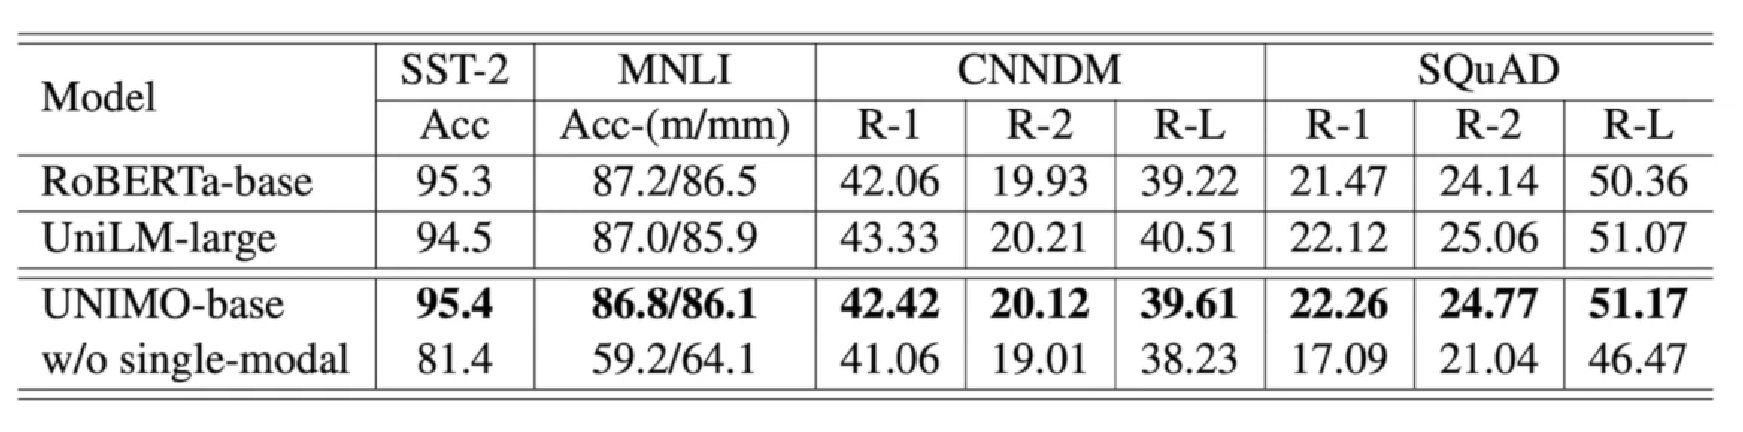 Model SST-2 MNLI CNNDM SQuAD
Acc Acc-(m/mm) R-1 R-2 R-L R-1 R-2 R-L
RoBERTa-base 95.3 87.2/86.5 42.06 19.93 39.22 21.47 24.14 50.36
UniLM-large 94.5 87.0/85.9 43.33 20.21 40.51 22.12 25.06 51.07
UNIMO-base 95.4 86.8/86.1 42.42 20.12 39.61 22.26 24.77 51.17
w/o single-modal 81.4 59.2/64.1 41.06 19.01 38.23 17.09 21.04 46.47